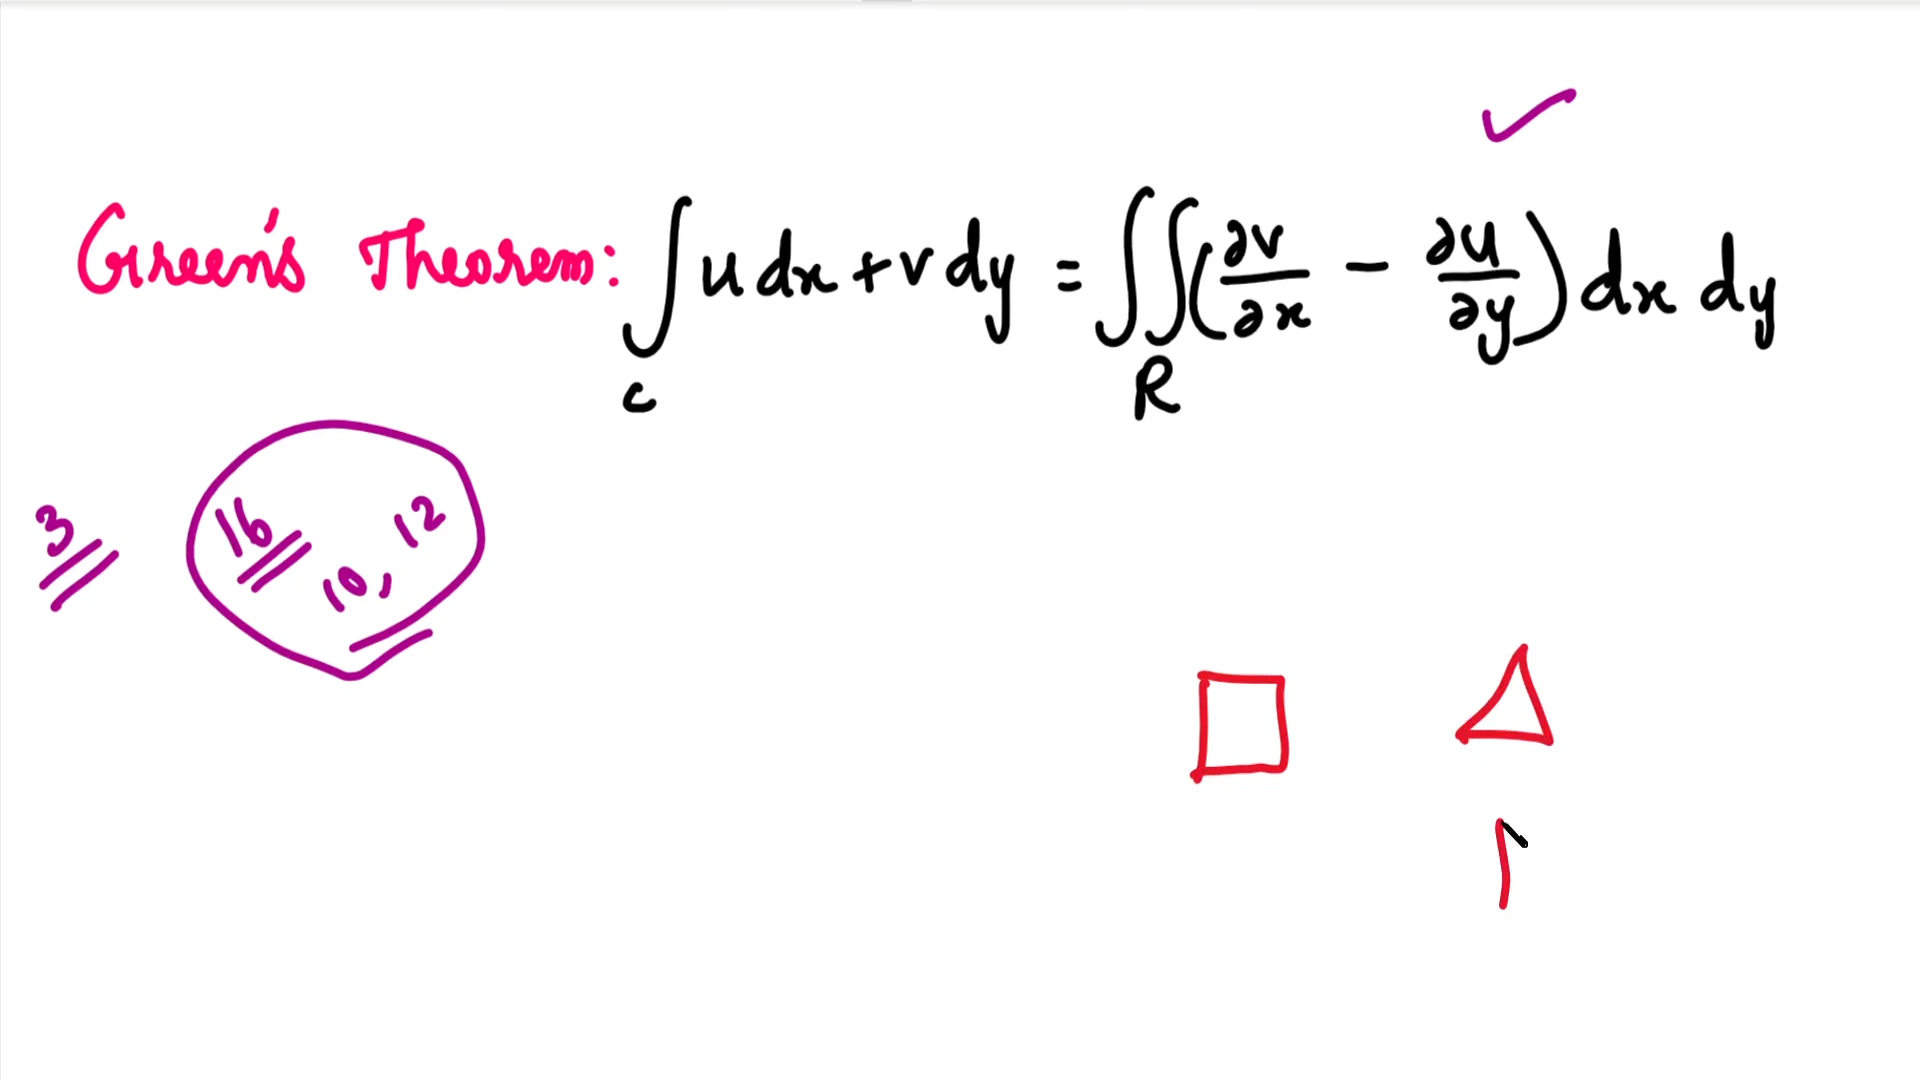 Green's Theorem: ∫_C u dx + v dy = ∬_R (∂v/∂x − ∂u/∂y) dx dy
3
16
10, 12